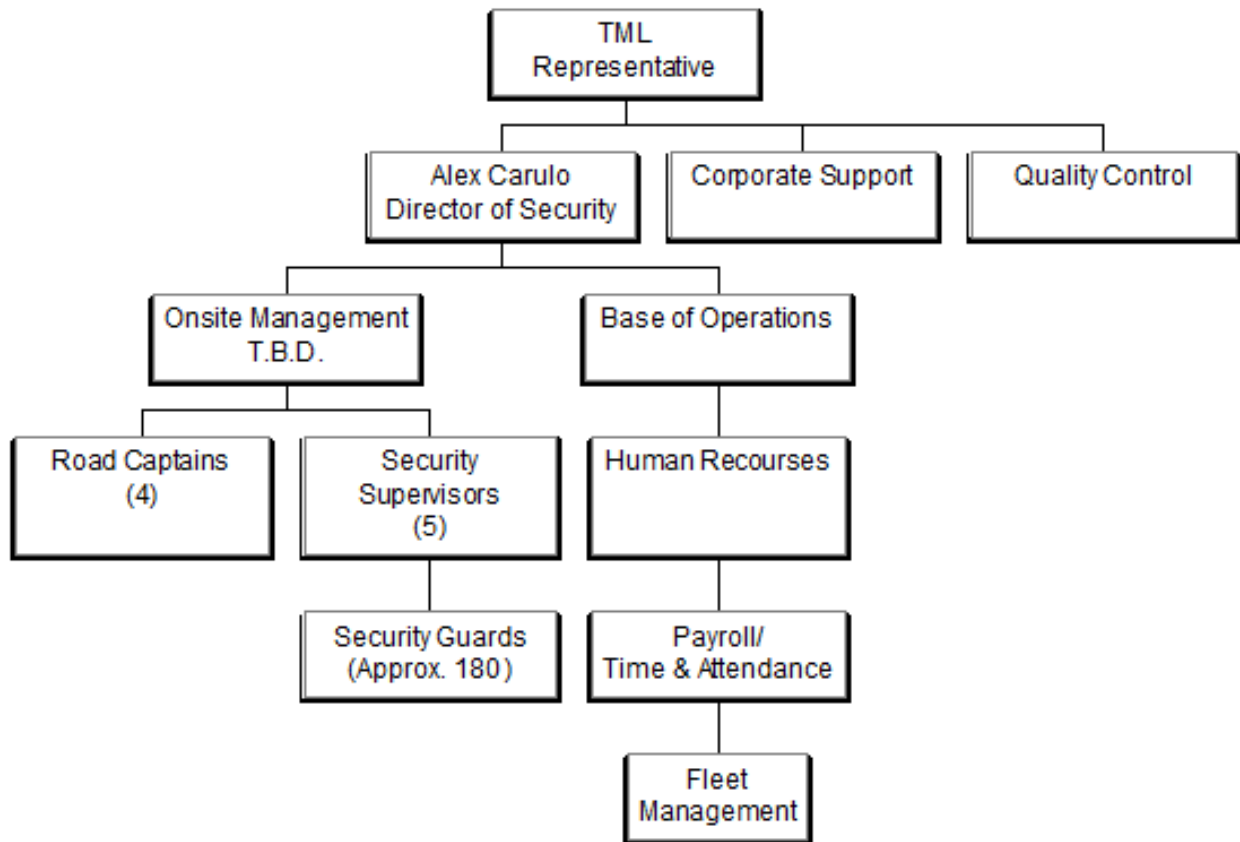 TML
Representative
Alex Carulo
Director of Security
Corporate Support
Quality Control
Onsite Management
T.B.D.
Base of Operations
Road Captains
(4)
Security
Supervisors
(5)
Human Recourses
Security Guards
(Approx. 180)
Payroll/
Time & Attendance
Fleet
Management